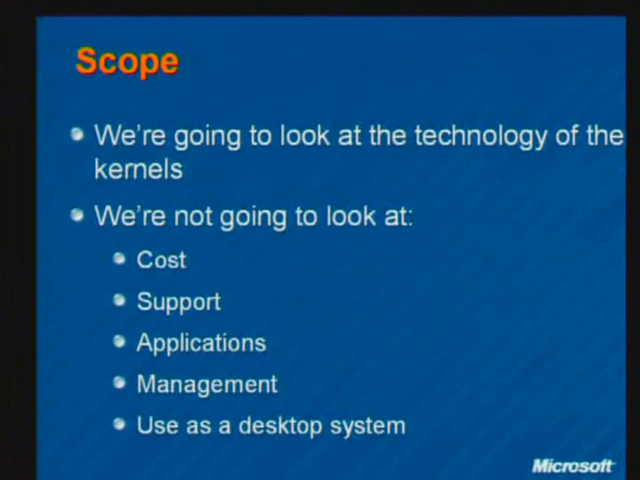 Scope
We're going to look at the technology of the
kernels
We're not going to look at:
Cost
Support
Applications
Management
Use as a desktop system
Microsoft